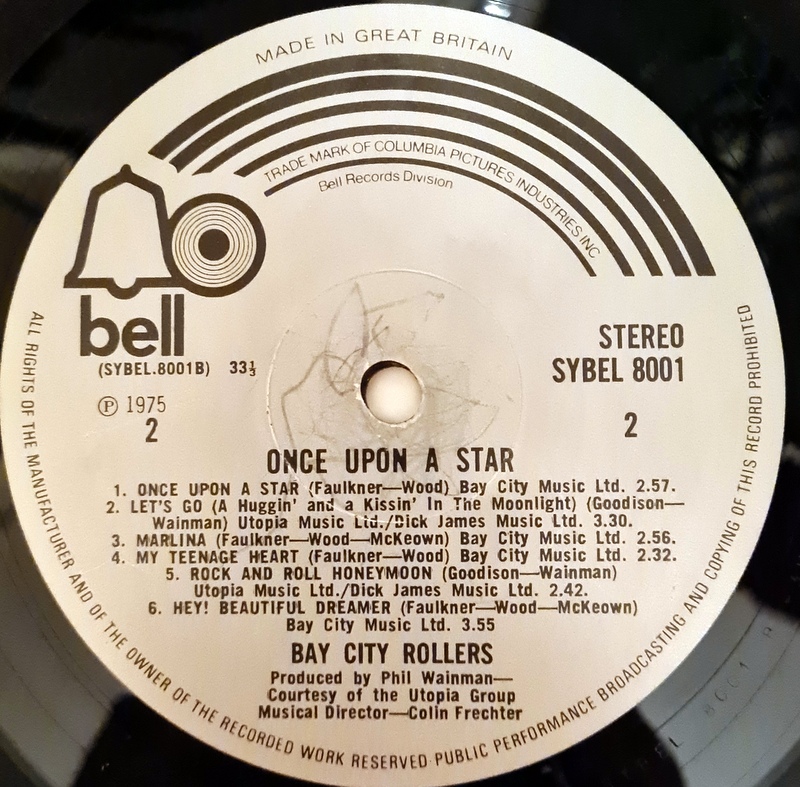 MADE IN GREAT BRITAIN
TRADE MARK OF COLUMBIA PICTURES INDUSTRIES INC.
Bell Records Division
bell
(SYBEL.8001B) 33⅓
℗ 1975
2
STEREO
SYBEL 8001
2
ONCE UPON A STAR
1. ONCE UPON A STAR (Faulkner—Wood) Bay City Music Ltd. 2.57.
2. LET'S GO (A Huggin' and a Kissin' In The Moonlight) (Goodison—
Wainman) Utopia Music Ltd./Dick James Music Ltd. 3.30.
3. MARLINA (Faulkner—Wood—McKeown) Bay City Music Ltd. 2.56.
4. MY TEENAGE HEART (Faulkner—Wood) Bay City Music Ltd. 2.32.
5. ROCK AND ROLL HONEYMOON (Goodison—Wainman)
Utopia Music Ltd./Dick James Music Ltd. 2.42.
6. HEY! BEAUTIFUL DREAMER (Faulkner—Wood—McKeown)
Bay City Music Ltd. 3.55
BAY CITY ROLLERS
Produced by Phil Wainman—
Courtesy of the Utopia Group
Musical Director—Colin Frechter
ALL RIGHTS OF THE MANUFACTURER AND OF THE OWNER OF THE RECORDED WORK RESERVED·PUBLIC PERFORMANCE BROADCASTING AND COPYING OF THIS RECORD PROHIBITED